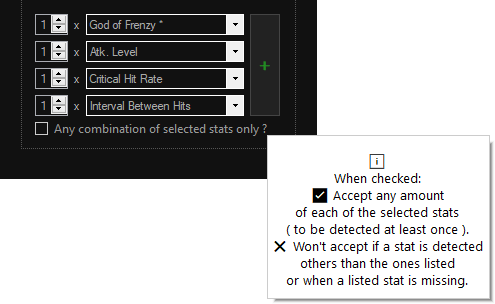 1 x God of Frenzy *
1 x Atk. Level
1 x Critical Hit Rate
1 x Interval Between Hits
+
Any combination of selected stats only ?
i
When checked:
Accept any amount
of each of the selected stats
( to be detected at least once ).
Won't accept if a stat is detected
others than the ones listed
or when a listed stat is missing.